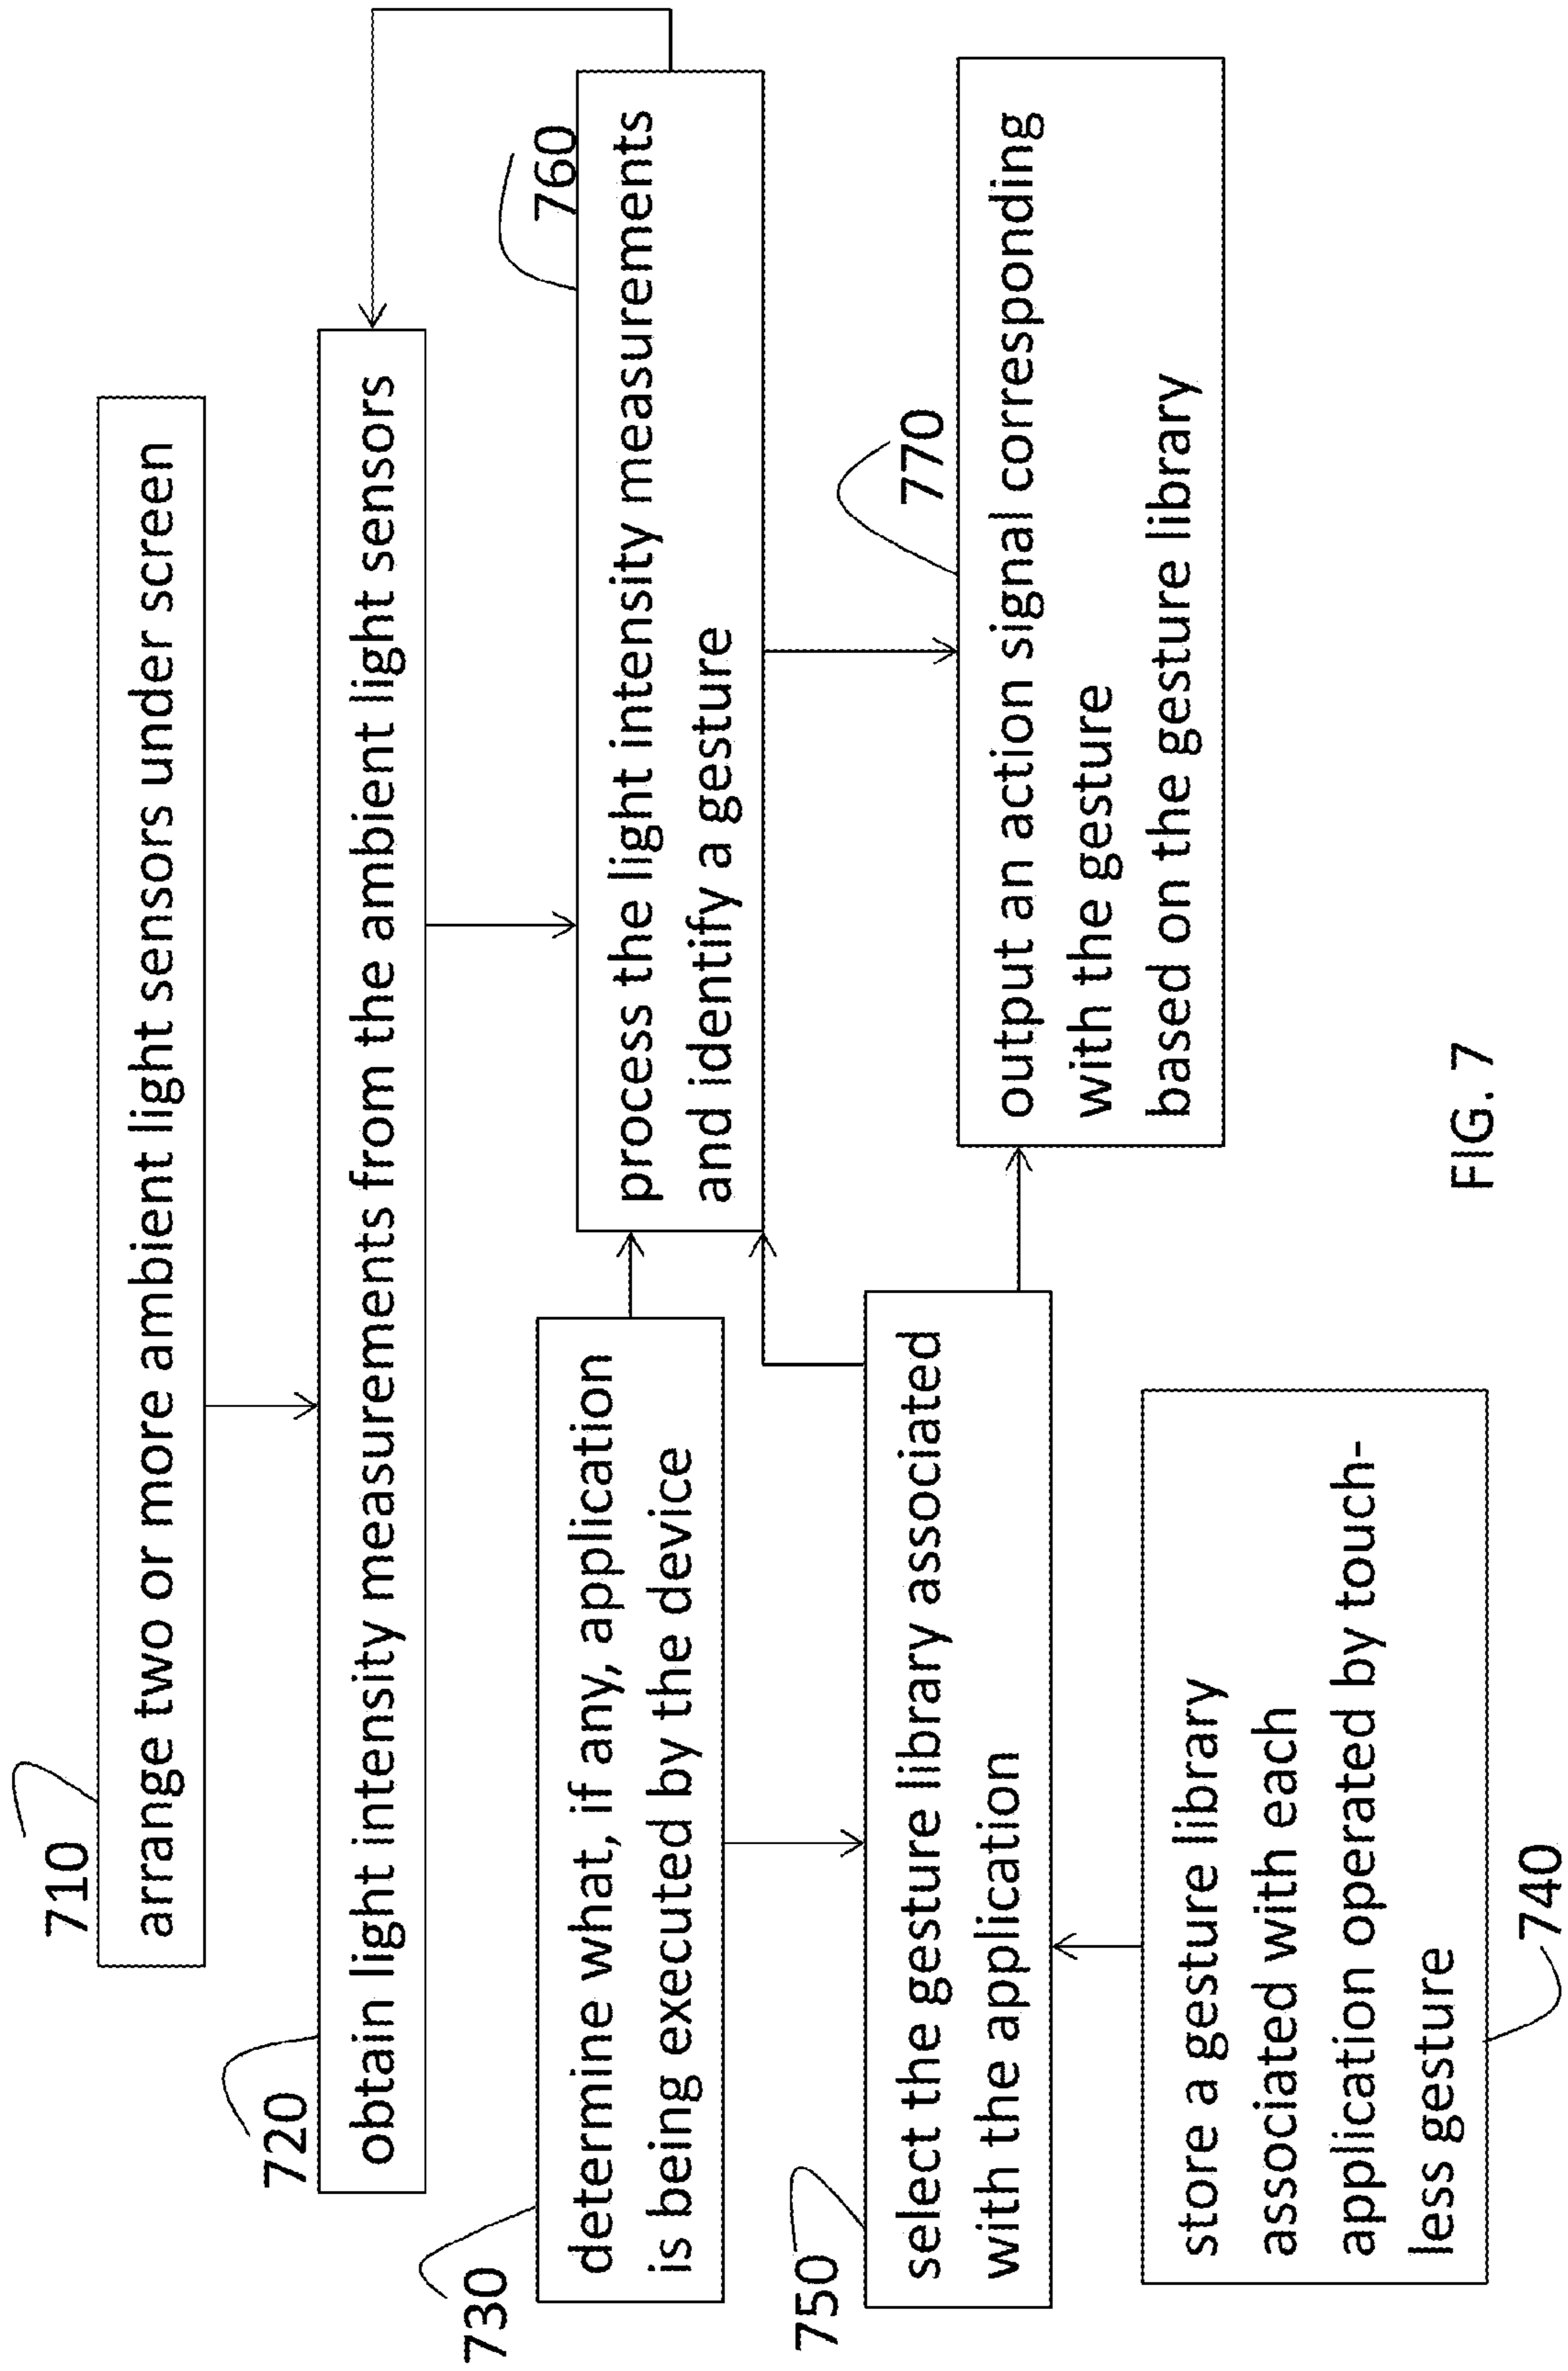 710
arrange two or more ambient light sensors under screen
720
obtain light intensity measurements from the ambient light sensors
730
determine what, if any, application
is being executed by the device
760
process the light intensity measurements
and identify a gesture
750
select the gesture library associated
with the application
770
output an action signal corresponding
with the gesture
based on the gesture library
store a gesture library
associated with each
application operated by touch-
less gesture
740
FIG. 7